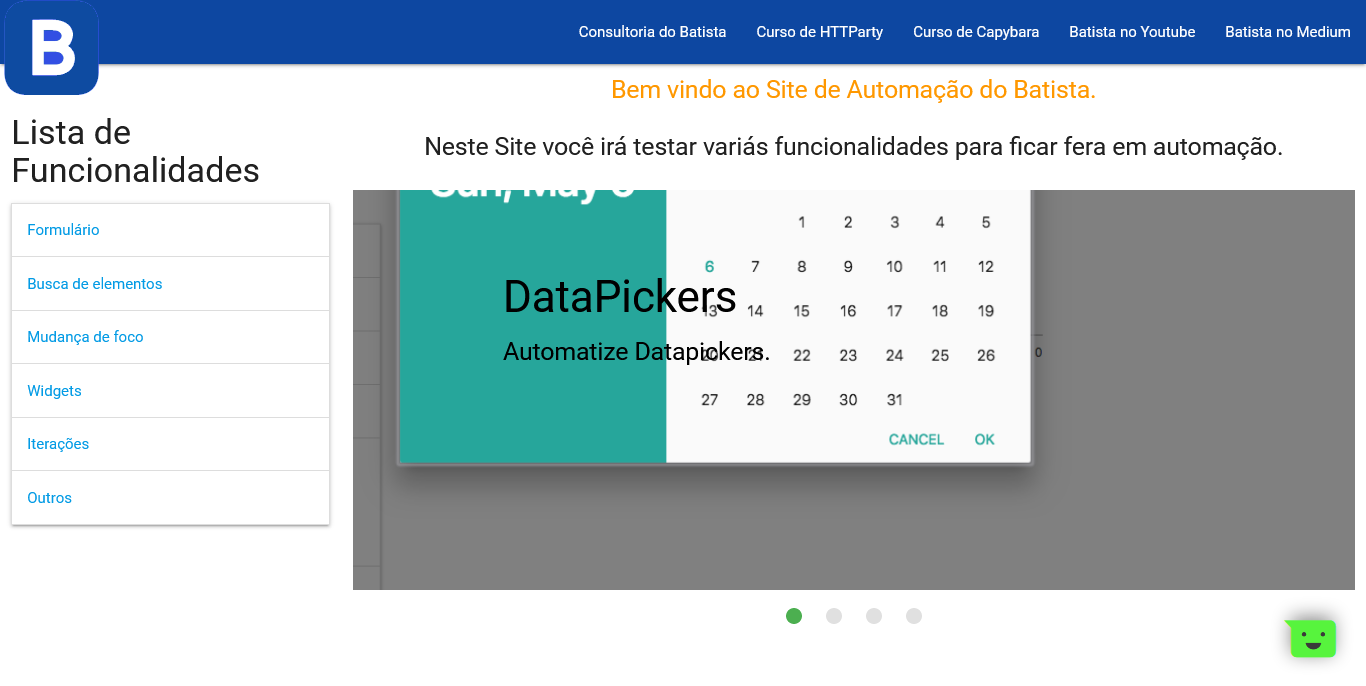 B
Consultoria do Batista
Curso de HTTParty
Curso de Capybara
Batista no Youtube
Batista no Medium
Bem vindo ao Site de Automação do Batista.
Neste Site você irá testar variás funcionalidades para ficar fera em automação.
Lista de
Funcionalidades
Formulário
Busca de elementos
Mudança de foco
Widgets
Iterações
Outros
Sun, May 6
1 2 3 4 5
6 7 8 9 10 11 12
DataPickers
13 14 15 16 17 18 19
Automatize Datapickers.
20 21 22 23 24 25 26
0
27 28 29 30 31
CANCEL OK